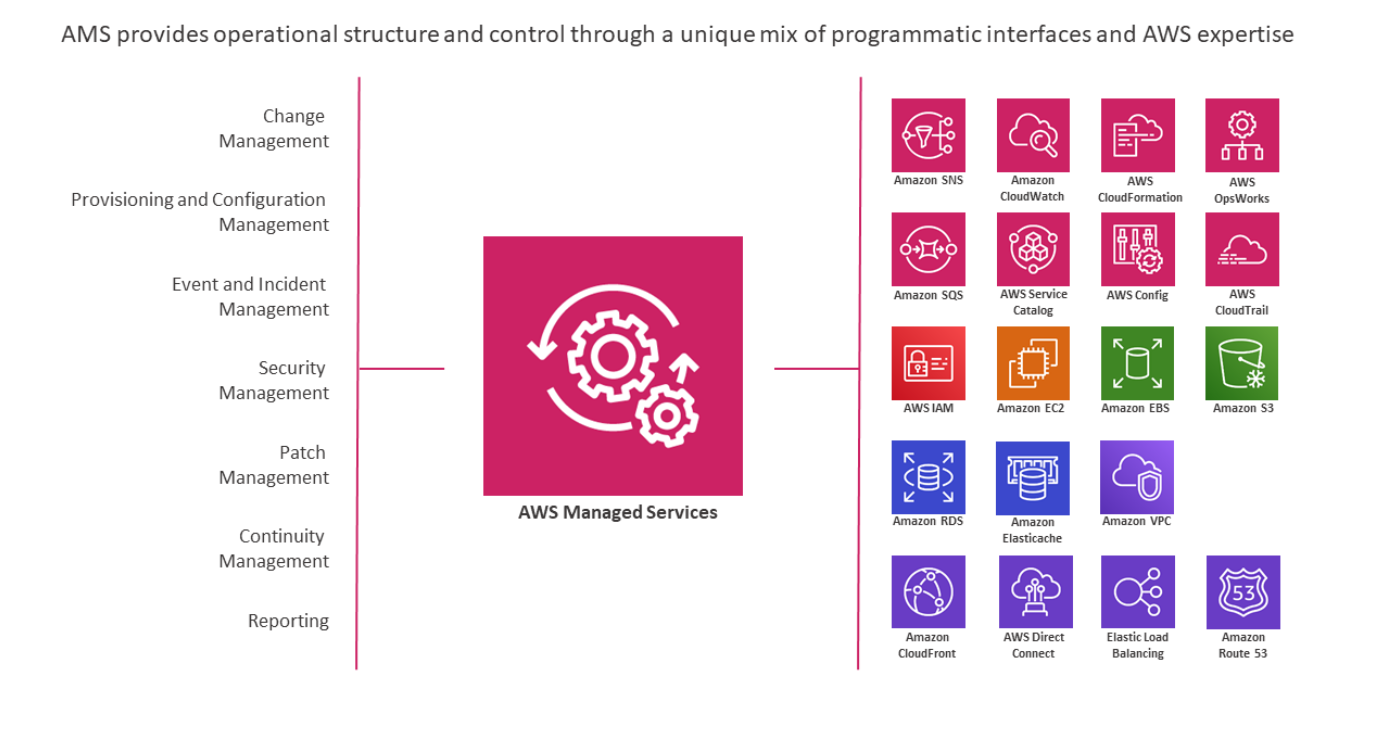 AMS provides operational structure and control through a unique mix of programmatic interfaces and AWS expertise
Change
Management
Provisioning and Configuration
Management
Event and Incident
Management
Security
Management
Patch
Management
Continuity
Management
Reporting
AWS Managed Services
Amazon SNS
Amazon
CloudWatch
AWS
CloudFormation
AWS
OpsWorks
Amazon SQS
AWS Service
Catalog
AWS Config
AWS
CloudTrail
AWS IAM
Amazon EC2
Amazon EBS
Amazon S3
Amazon RDS
Amazon
Elasticache
Amazon VPC
53
Amazon
CloudFront
AWS Direct
Connect
Elastic Load
Balancing
Amazon
Route 53